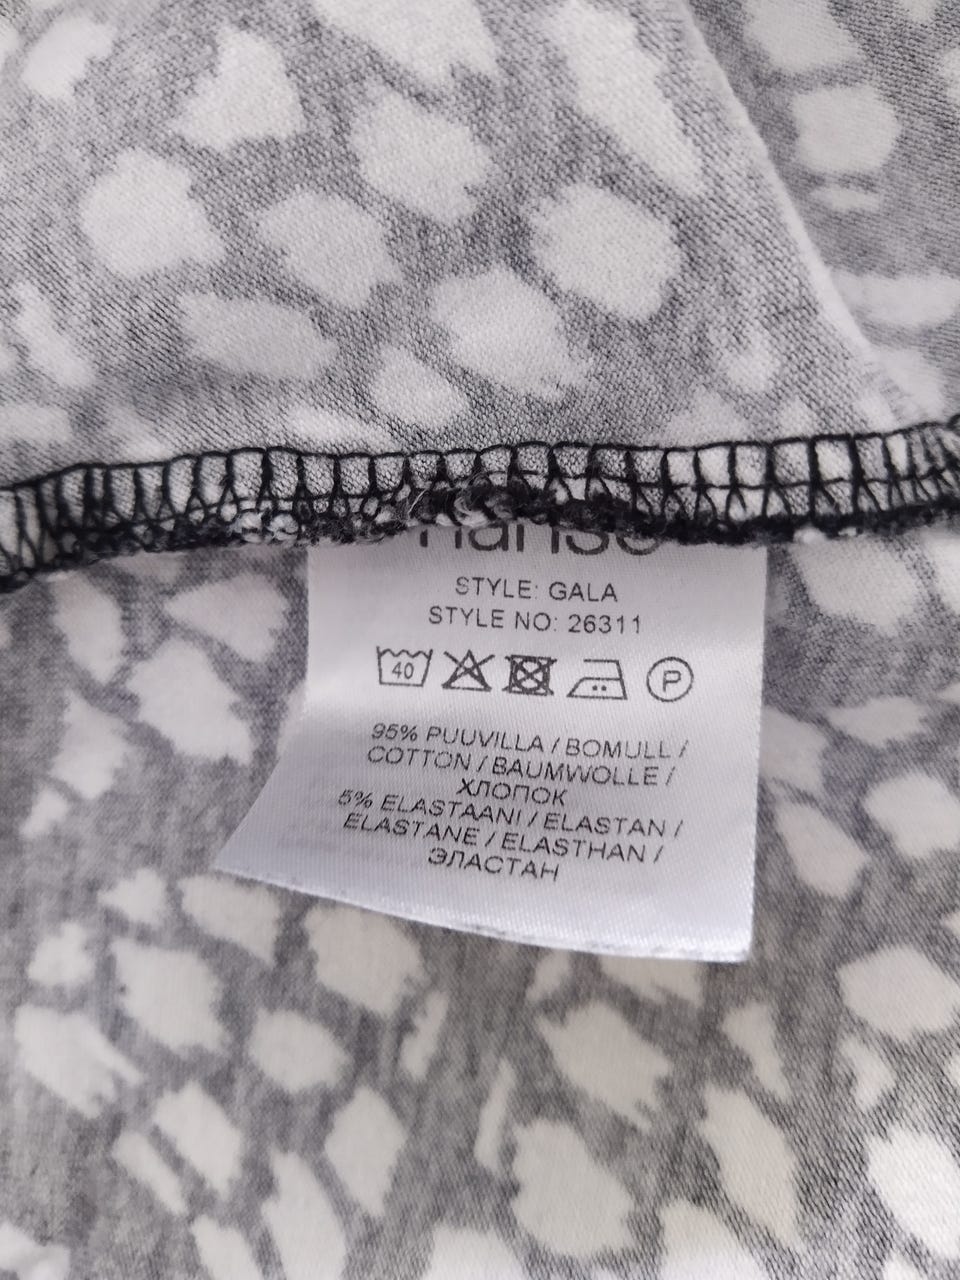 STYLE: GALA
STYLE NO: 26311
40 P
95% PUUVILLA / BOMULL /
COTTON / BAUMWOLLE /
ХЛОПОК
5% ELASTAANI / ELASTAN /
ELASTANE / ELASTHAN /
ЭЛАСТАН